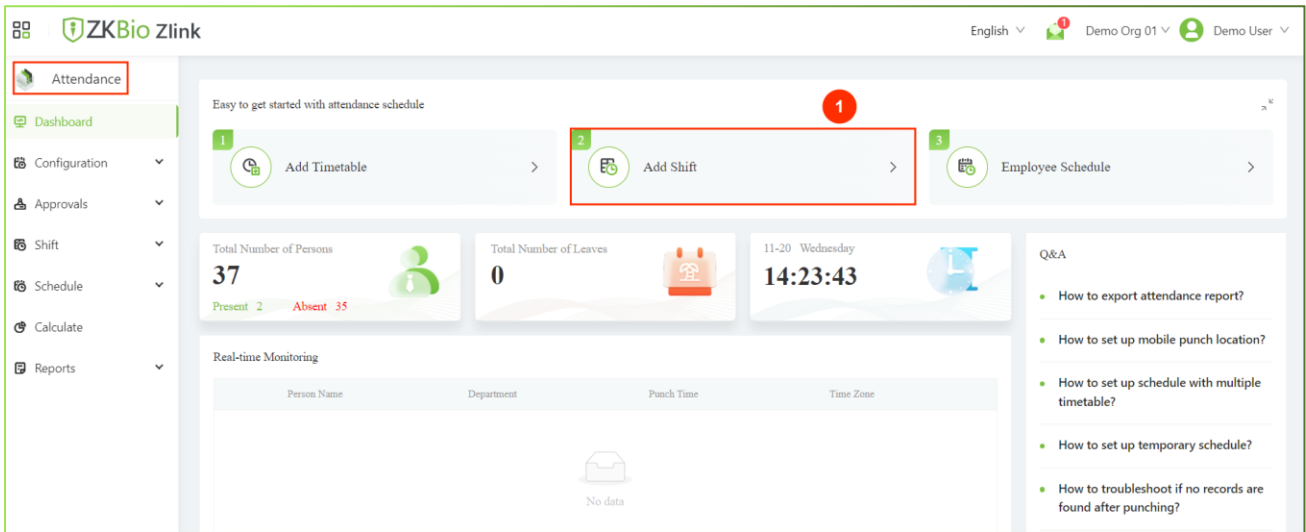 ZKBio Zlink
English
1
Demo Org 01
Demo User
Attendance
Dashboard
Configuration
Approvals
Shift
Schedule
Calculate
Reports
Easy to get started with attendance schedule
1
1
Add Timetable
2
Add Shift
3
Employee Schedule
Total Number of Persons
37
Present 2 Absent 35
Total Number of Leaves
0
11-20 Wednesday
14:23:43
Real-time Monitoring
Person Name Department Punch Time Time Zone
No data
Q&A
How to export attendance report?
How to set up mobile punch location?
How to set up schedule with multiple
timetable?
How to set up temporary schedule?
How to troubleshoot if no records are
found after punching?